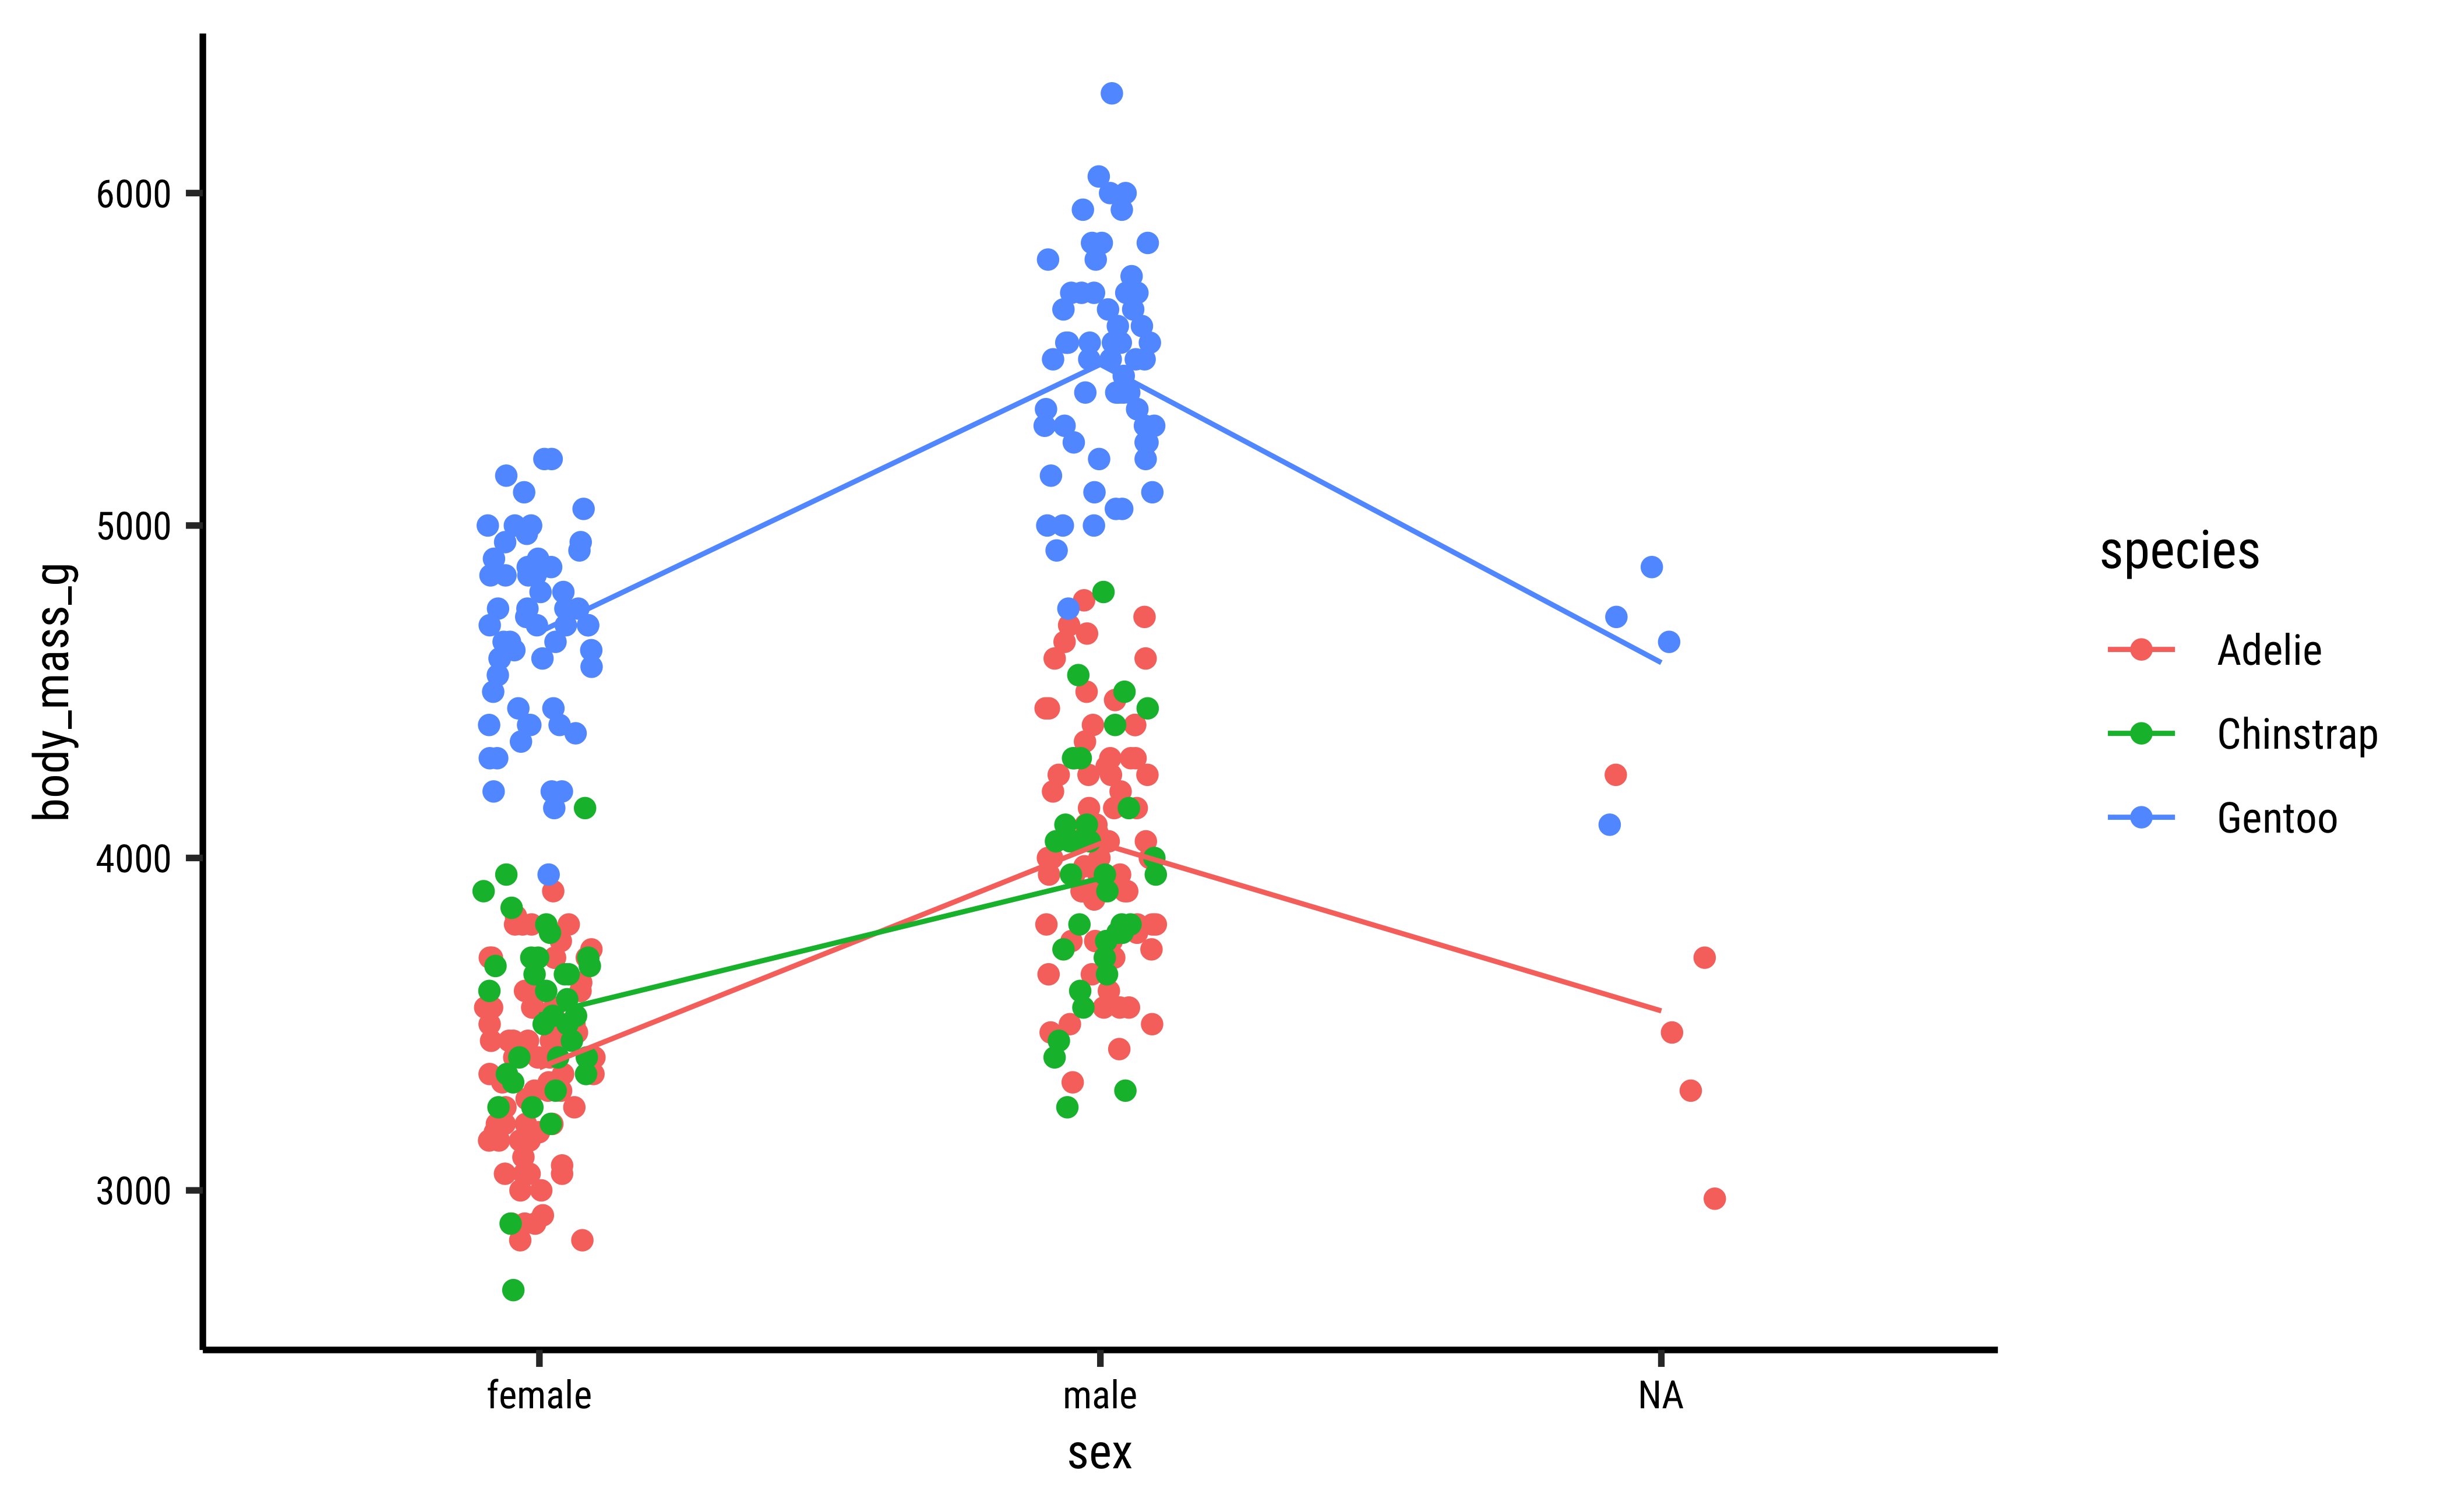 6000
5000
4000
3000
body_mass_g
female
male
NA
sex
species
Adelie
Chinstrap
Gentoo